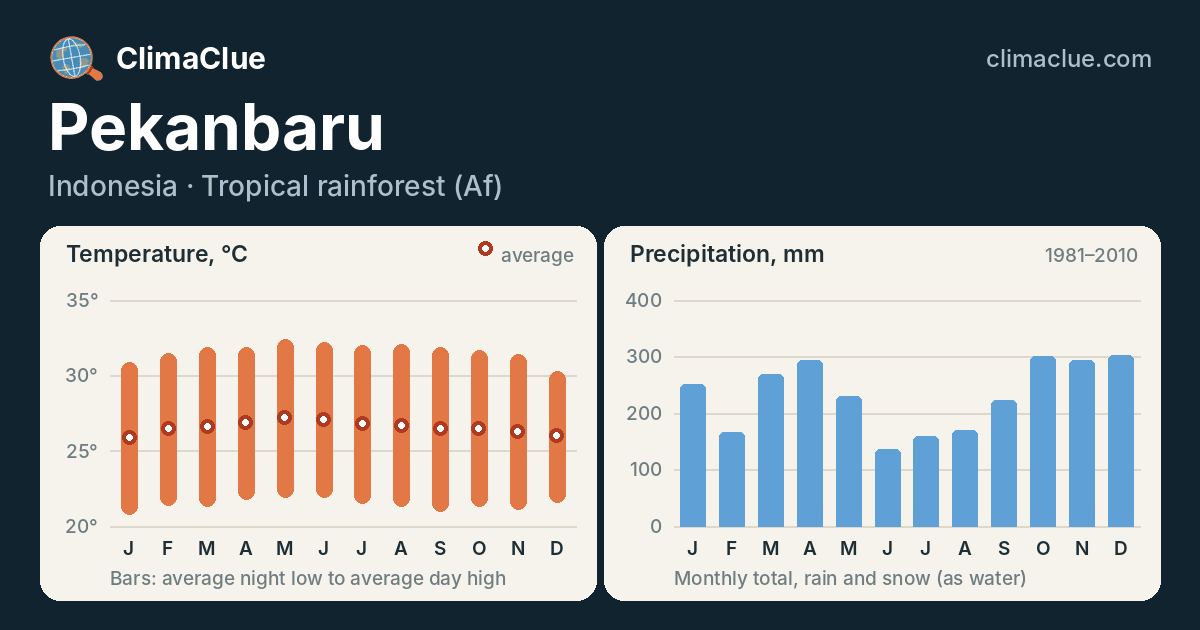 ClimaClue
climaclue.com
Pekanbaru
Indonesia · Tropical rainforest (Af)
Temperature, °C
average
35°
30°
25°
20°
J F M A M J J A S O N D
Bars: average night low to average day high
Precipitation, mm
1981–2010
400
300
200
100
0
J F M A M J J A S O N D
Monthly total, rain and snow (as water)